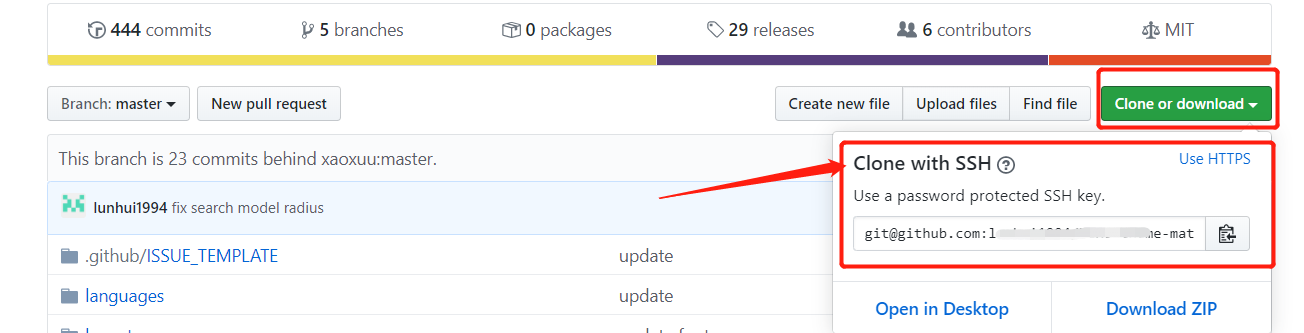 444 commits 5 branches 0 packages 29 releases 6 contributors MIT
Branch: master New pull request Create new file Upload files Find file Clone or download
This branch is 23 commits behind xaoxuu:master.
lunhui1994 fix search model radius
.github/ISSUE_TEMPLATE update
languages update
Clone with SSH ? Use HTTPS
Use a password protected SSH key.
git@github.com:l
Open in Desktop Download ZIP